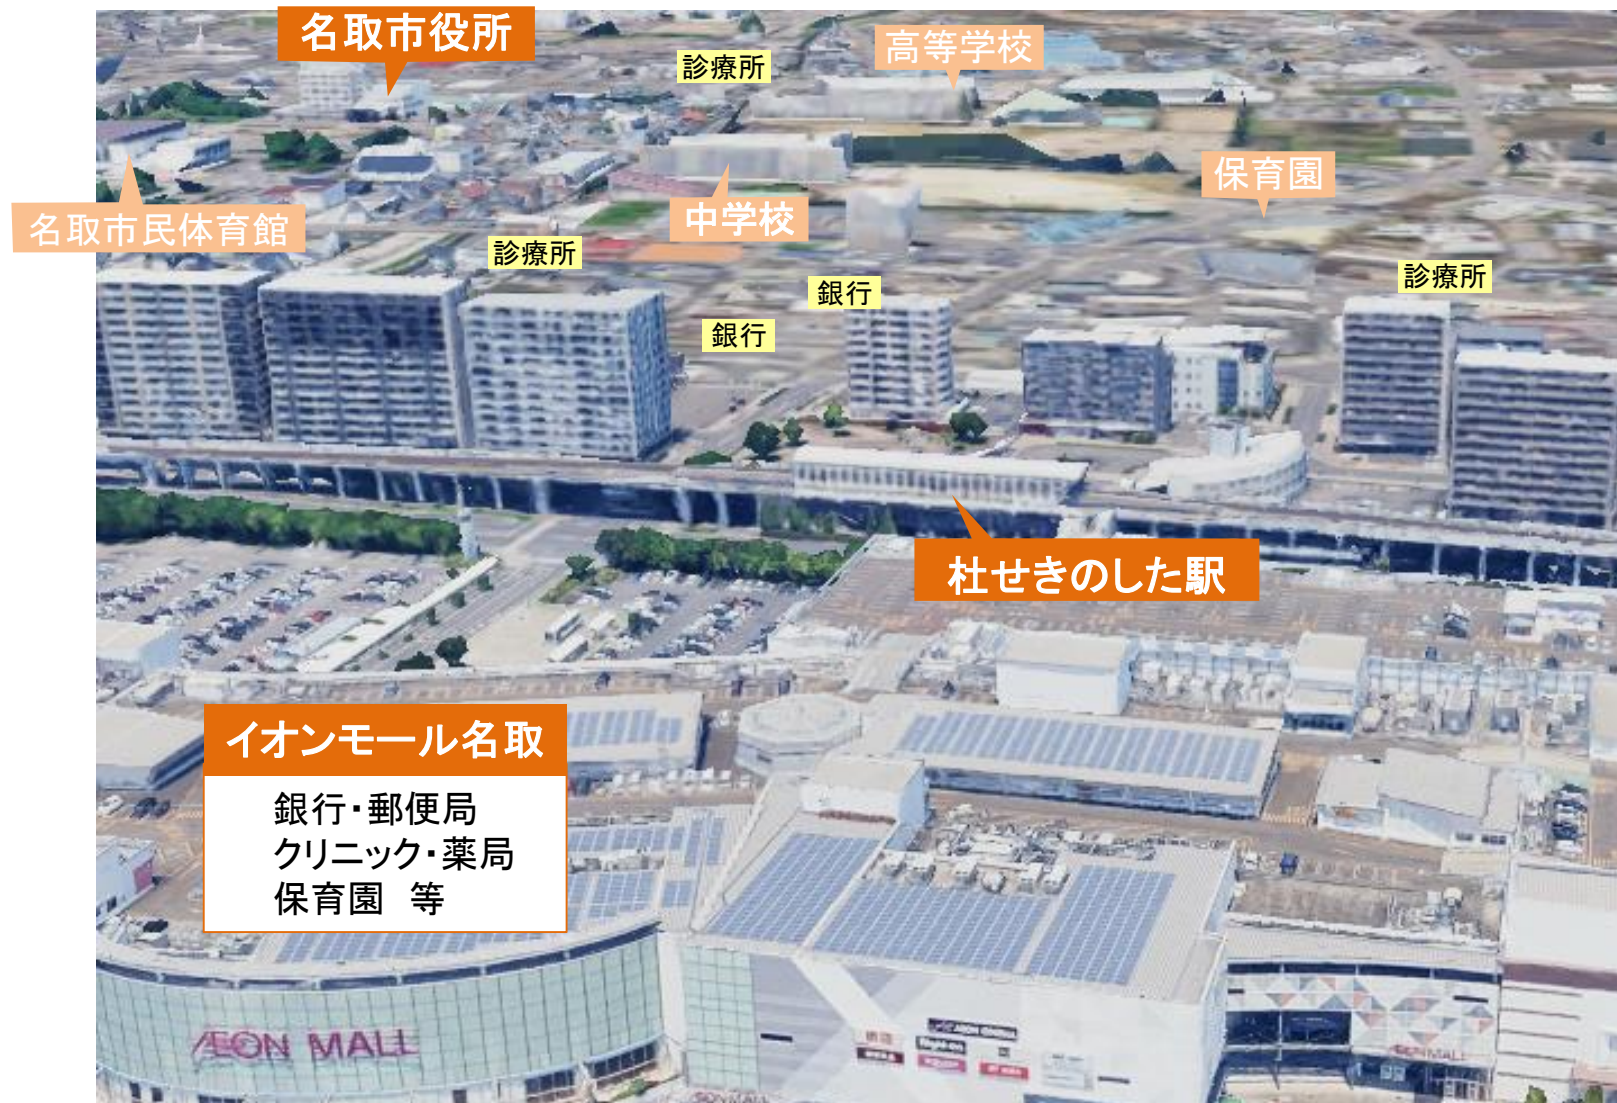 名取市役所
診療所
高等学校
保育園
名取市民体育館
中学校
診療所
銀行
診療所
銀行
杜せきのした駅
イオンモール名取
銀行・郵便局
クリニック・薬局
保育園　等
ÆON MALL
ÆON MALL